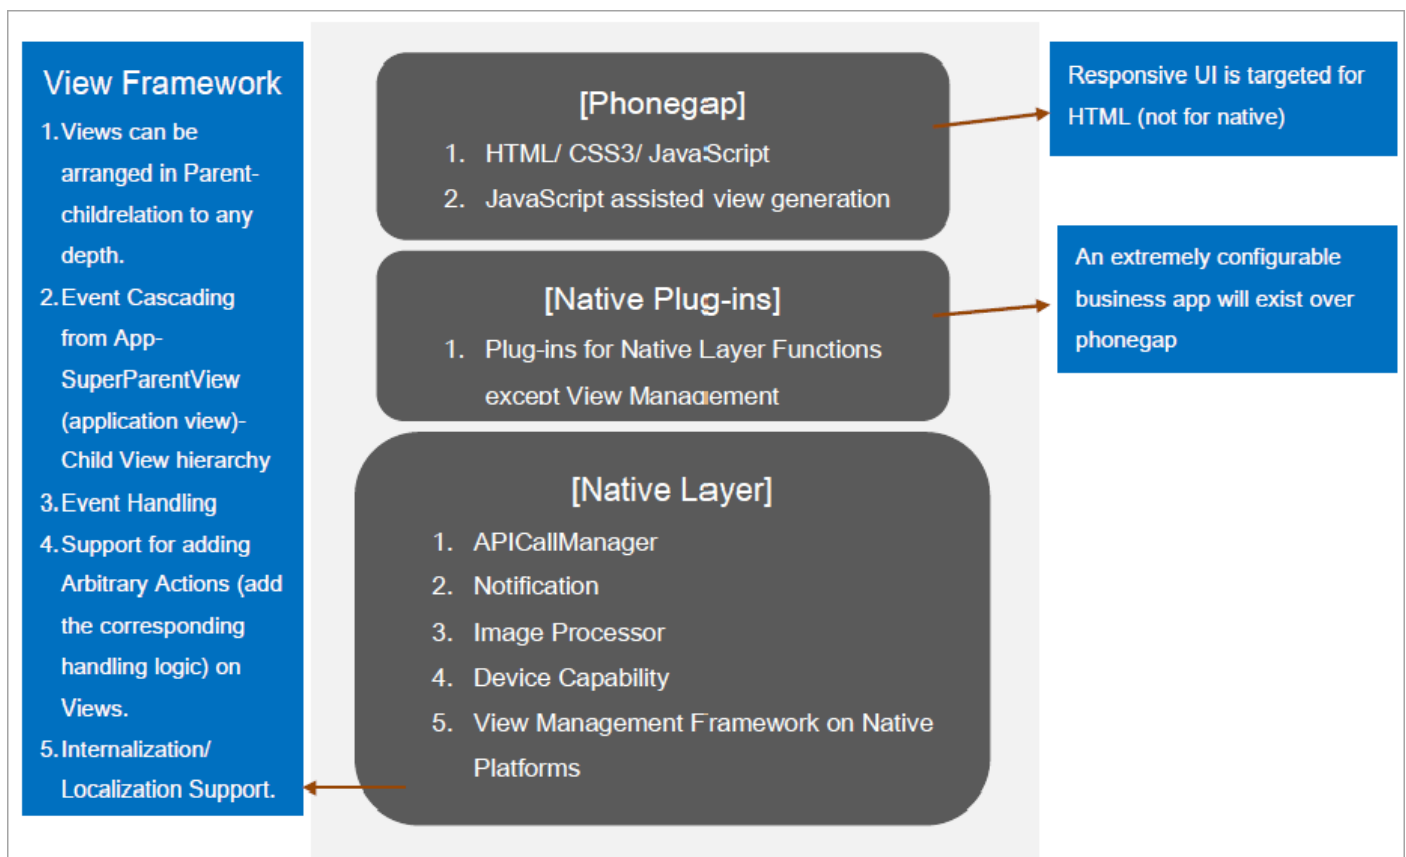 View Framework
1.Views can be
arranged in Parent-
childrelation to any
depth.
2.Event Cascading
from App-
SuperParentView
(application view)-
Child View hierarchy
3.Event Handling
4.Support for adding
Arbitrary Actions (add
the corresponding
handling logic) on
Views.
5.Internalization/
Localization Support.
[Phonegap]
1. HTML/ CSS3/ JavaScript
2. JavaScript assisted view generation
[Native Plug-ins]
1. Plug-ins for Native Layer Functions
except View Management
[Native Layer]
1. APICallManager
2. Notification
3. Image Processor
4. Device Capability
5. View Management Framework on Native
Platforms
Responsive UI is targeted for
HTML (not for native)
An extremely configurable
business app will exist over
phonegap